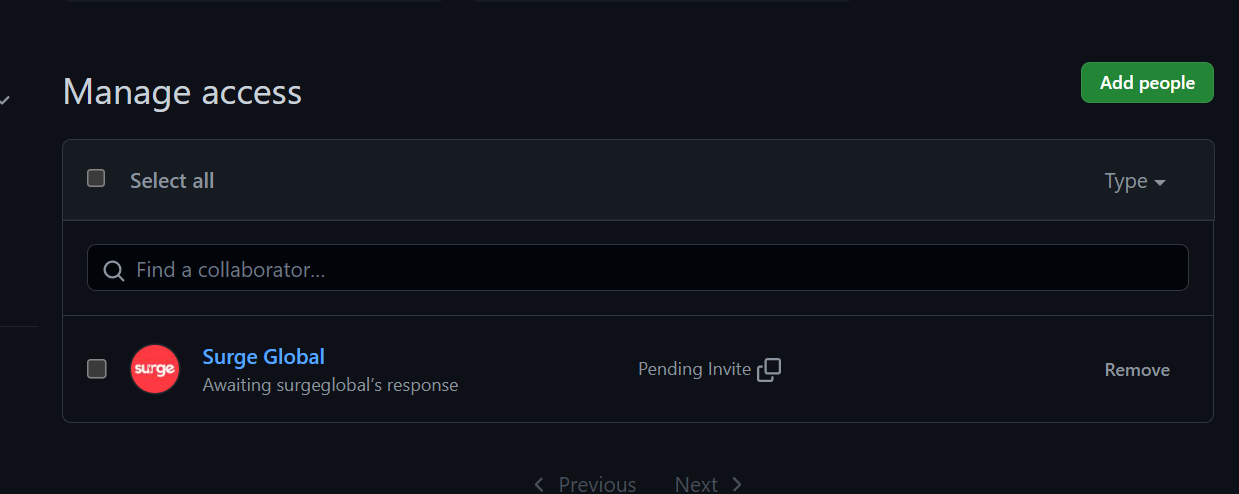 Manage access
Add people
Select all
Type
Find a collaborator...
surge
Surge Global
Awaiting surgeglobal's response
Pending Invite
Remove
Previous Next